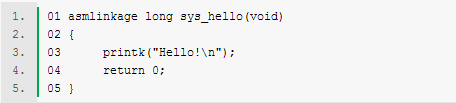 1. 01 asmlinkage long sys_hello(void)
2. 02 {
3. 03     printk("Hello!\n");
4. 04     return 0;
5. 05 }